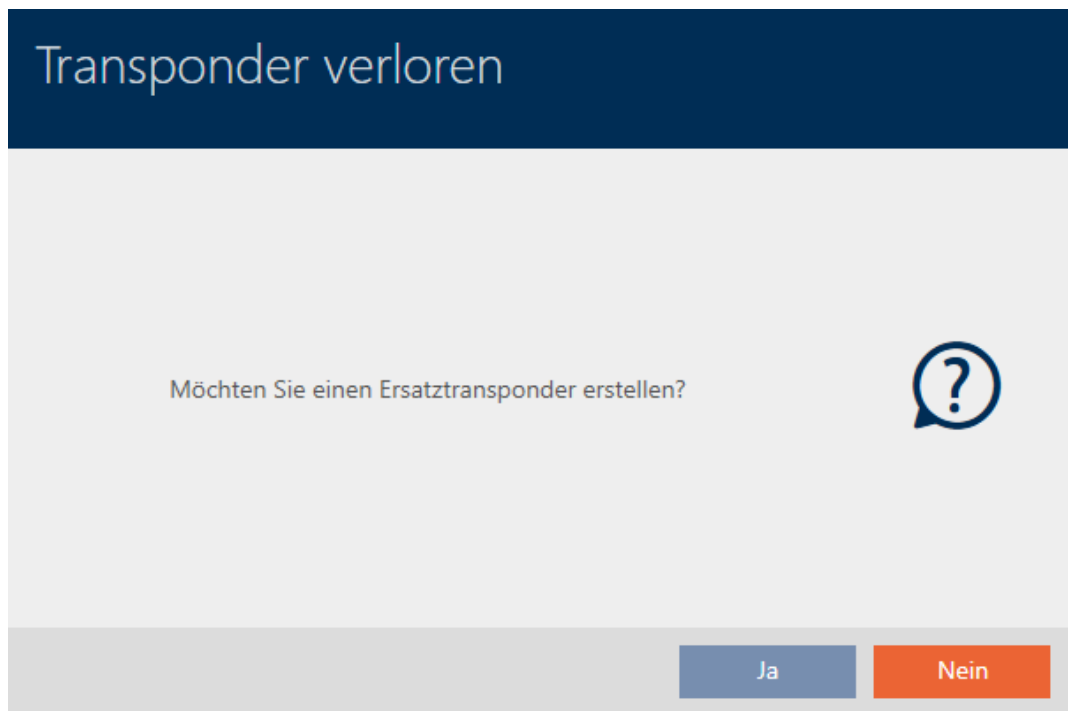 Transponder verloren
Möchten Sie einen Ersatztransponder erstellen?
?
Ja
Nein